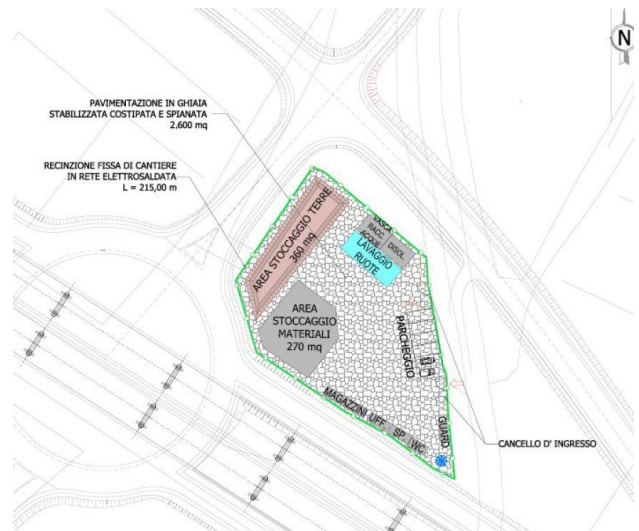 N
PAVIMENTAZIONE IN GHIAIA
STABILIZZATA COSTIPATA E SPIANATA
2,600 mq
RECINZIONE FISSA DI CANTIERE
IN RETE ELETTROSALDATA
L = 215,00 m
AREA STOCCAGGIO TERRE
360 mq
VASCA
RACC.
ACQUE
DISOL.
LAVAGGIO
RUOTE
AREA
STOCCAGGIO
MATERIALI
270 mq
PARCHEGGIO
MAGAZZINI
UFF.
SP.
WC
GUARD.
CANCELLO D' INGRESSO